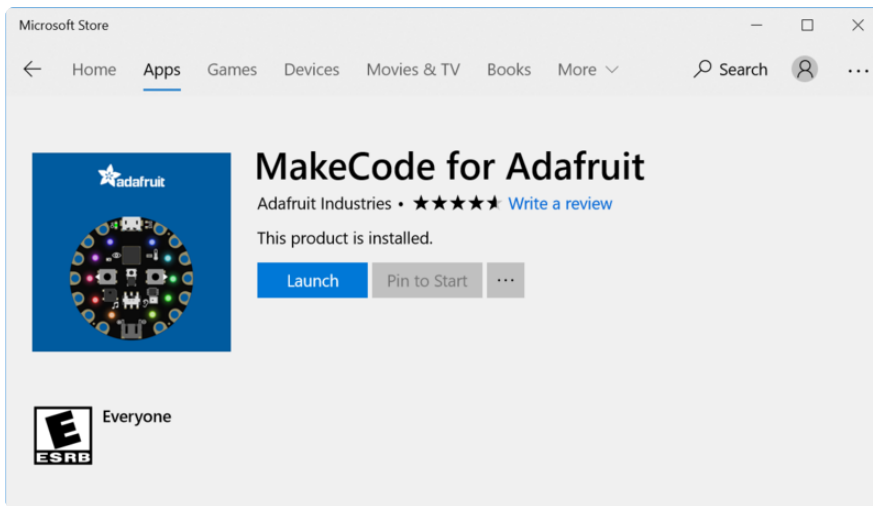 Microsoft Store
Home Apps Games Devices Movies & TV Books More Search
adafruit
MakeCode for Adafruit
Adafruit Industries • ★★★★⯨ Write a review
This product is installed.
Launch Pin to Start ...
E Everyone
ESRB